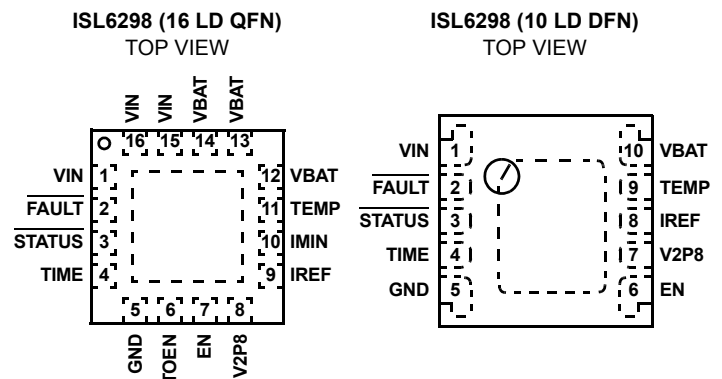 ISL6298 (16 LD QFN)
TOP VIEW
VIN
VIN
VBAT
VBAT
16 15 14 13
VIN 1
FAULT 2
STATUS 3
TIME 4
12 VBAT
11 TEMP
10 IMIN
9 IREF
5 6 7 8
GND
TOEN
EN
V2P8
ISL6298 (10 LD DFN)
TOP VIEW
VIN 1
FAULT 2
STATUS 3
TIME 4
GND 5
10 VBAT
9 TEMP
8 IREF
7 V2P8
6 EN